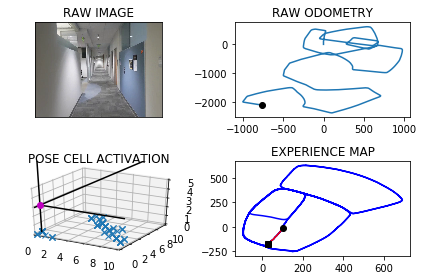 RAW IMAGE
RAW ODOMETRY
0
−1000
−2000
−1000 −500 0 500 1000
POSE CELL ACTIVATION
5
4
3
2
1
0
0 2 4 6 8 10
0 2 4 6 8 10
EXPERIENCE MAP
500
250
0
−250
0 200 400 600